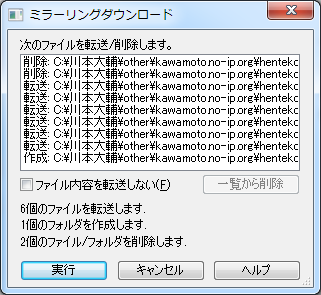 ミラーリングダウンロード
次のファイルを転送/削除します。
削除: C:¥川本大輔¥other¥kawamoto.no-ip.org¥henteko
削除: C:¥川本大輔¥other¥kawamoto.no-ip.org¥henteko
転送: C:¥川本大輔¥other¥kawamoto.no-ip.org¥henteko
転送: C:¥川本大輔¥other¥kawamoto.no-ip.org¥henteko
転送: C:¥川本大輔¥other¥kawamoto.no-ip.org¥henteko
転送: C:¥川本大輔¥other¥kawamoto.no-ip.org¥henteko
転送: C:¥川本大輔¥other¥kawamoto.no-ip.org¥henteko
転送: C:¥川本大輔¥other¥kawamoto.no-ip.org¥henteko
作成: C:¥川本大輔¥other¥kawamoto.no-ip.org¥henteko
ファイル内容を転送しない(F)
一覧から削除
6個のファイルを転送します.
1個のフォルダを作成します.
2個のファイル/フォルダを削除します.
実行
キャンセル
ヘルプ